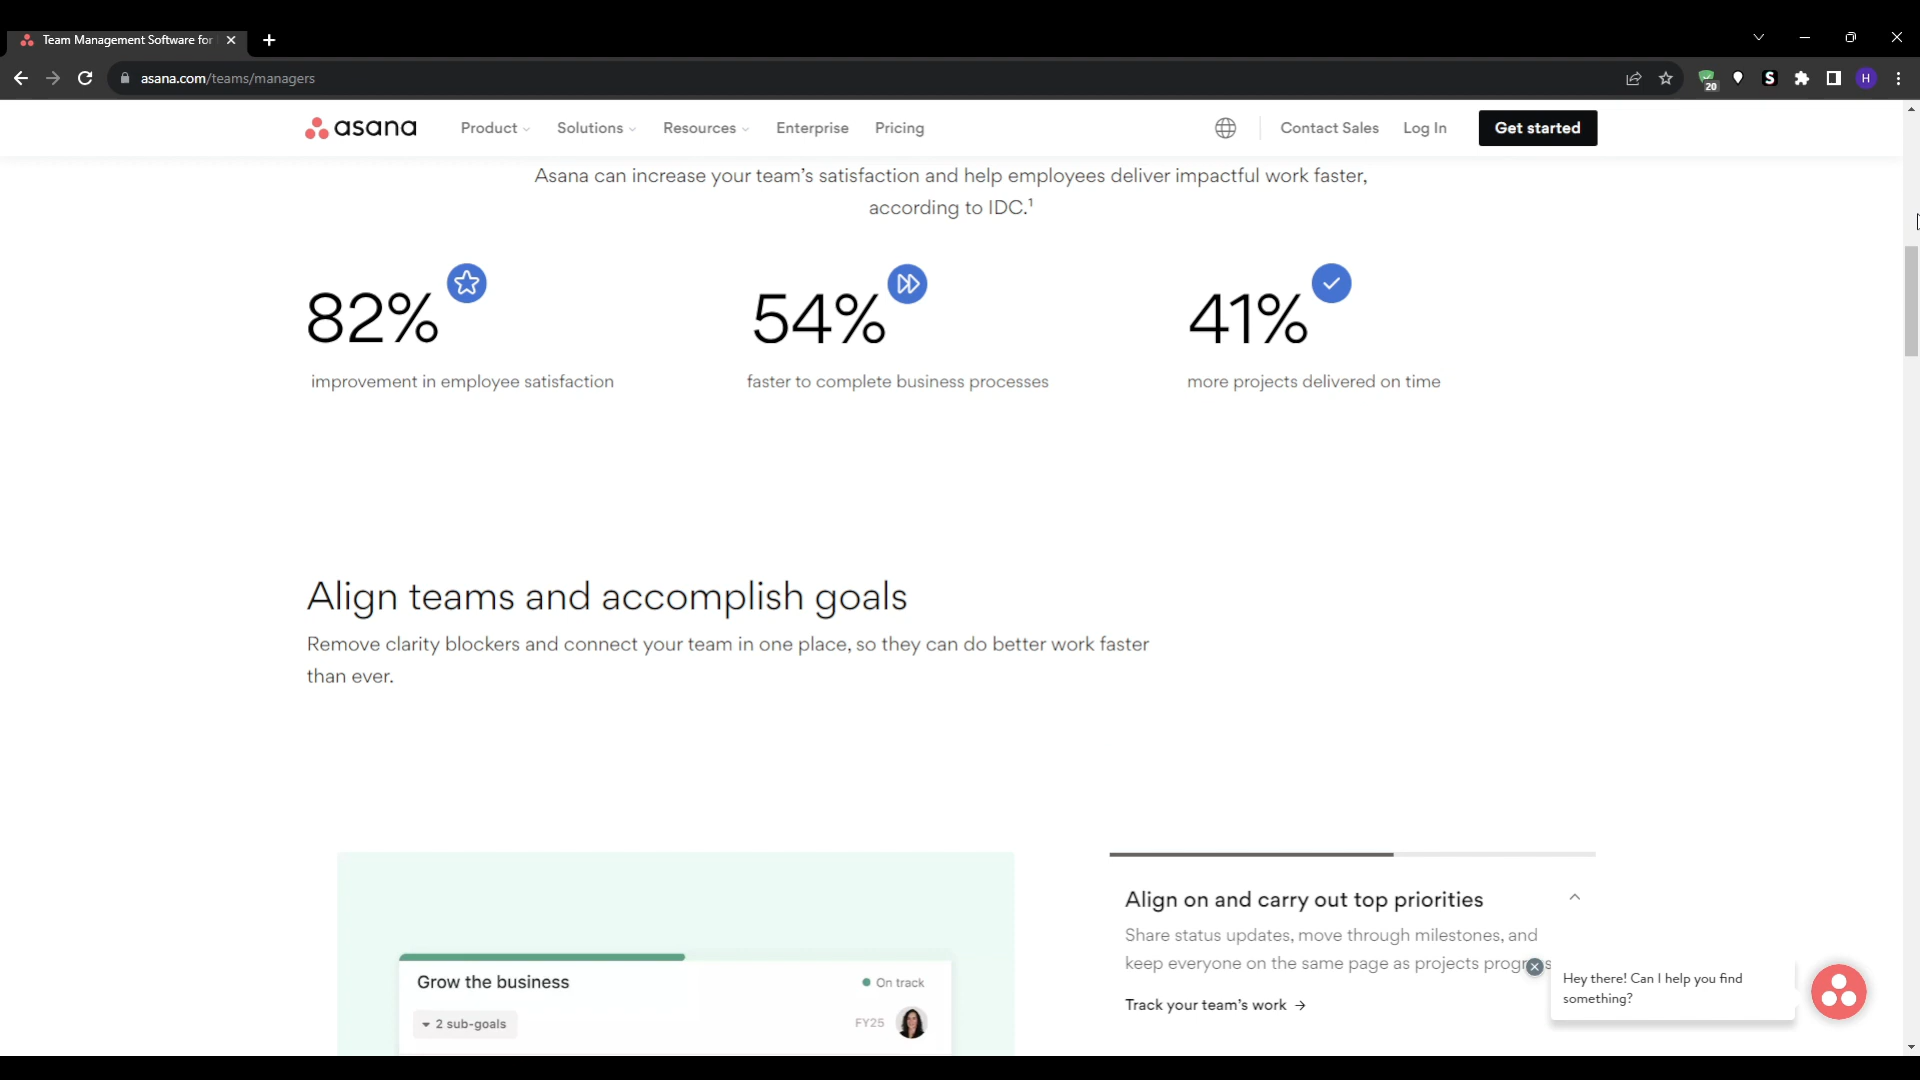 Team Management Software for
asana.com/teams/managers
20
S
H
asana
Product
Solutions
Resources
Enterprise
Pricing
Contact Sales
Log In
Get started
Asana can increase your team's satisfaction and help employees deliver impactful work faster,
according to IDC.¹
82%
54%
41%
improvement in employee satisfaction
faster to complete business processes
more projects delivered on time
Align teams and accomplish goals
Remove clarity blockers and connect your team in one place, so they can do better work faster
than ever.
Align on and carry out top priorities
Share status updates, move through milestones, and
keep everyone on the same page as projects
Track your team's work →
Grow the business
On track
2 sub-goals
FY25
Hey there! Can I help you find
something?